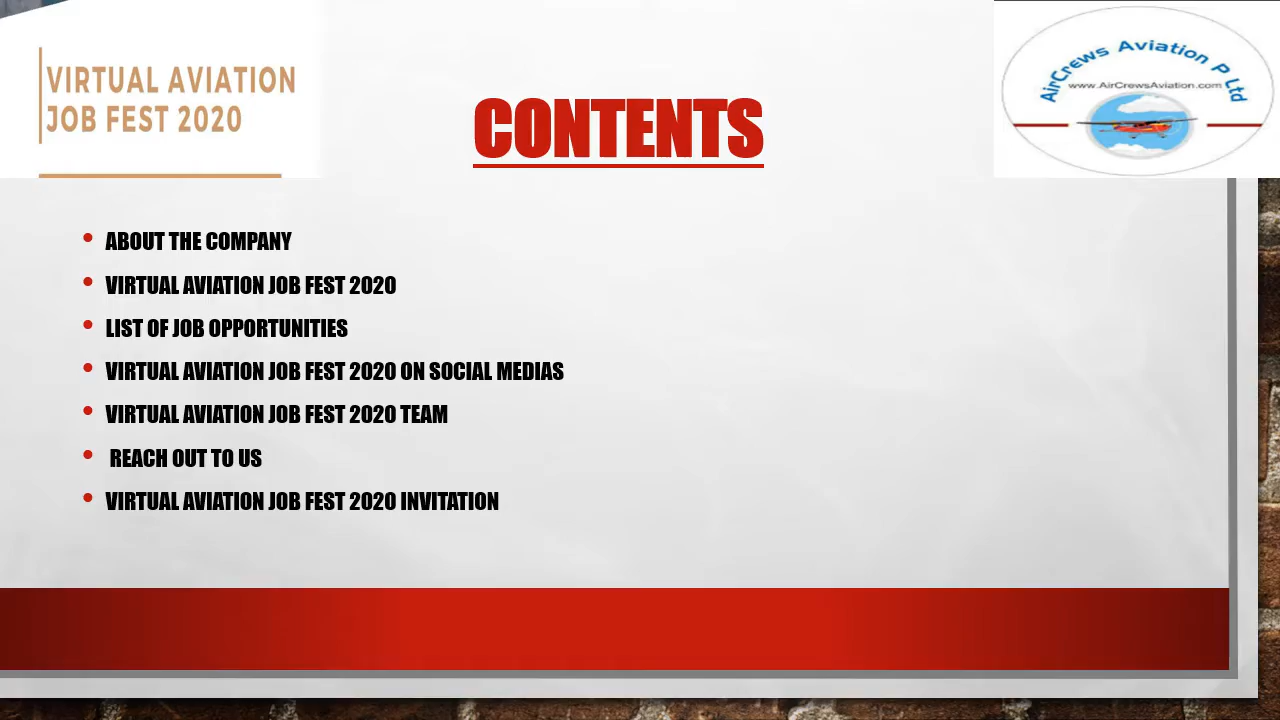 VIRTUAL AVIATION
JOB FEST 2020
AirCrews Aviation P Ltd
www.AirCrewsAviation.com
CONTENTS
• ABOUT THE COMPANY
• VIRTUAL AVIATION JOB FEST 2020
• LIST OF JOB OPPORTUNITIES
• VIRTUAL AVIATION JOB FEST 2020 ON SOCIAL MEDIAS
• VIRTUAL AVIATION JOB FEST 2020 TEAM
• REACH OUT TO US
• VIRTUAL AVIATION JOB FEST 2020 INVITATION